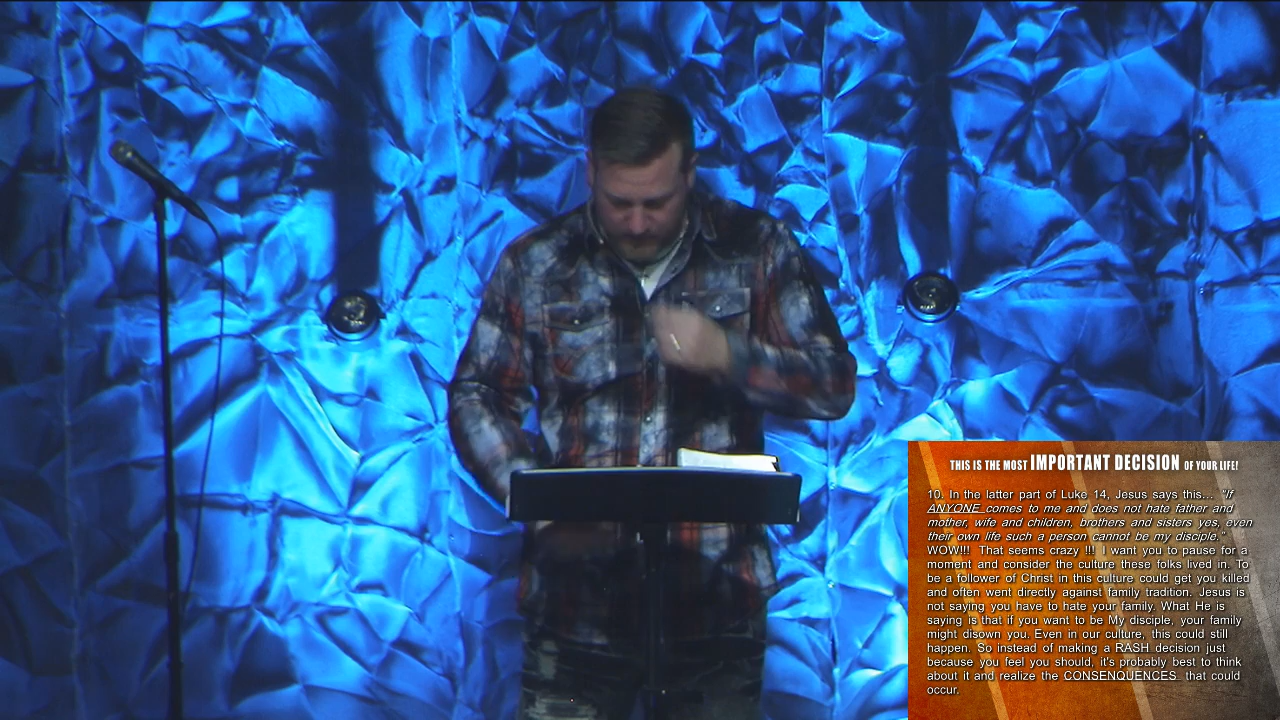 THIS IS THE MOST IMPORTANT DECISION OF YOUR LIFE!
10. In the latter part of Luke 14, Jesus says this... "If
ANYONE comes to me and does not hate father and
mother, wife and children, brothers and sisters yes, even
their own life such a person cannot be my disciple."
WOW!!! That seems crazy !!! I want you to pause for a
moment and consider the culture these folks lived in. To
be a follower of Christ in this culture could get you killed
and often went directly against family tradition. Jesus is
not saying you have to hate your family. What He is
saying is that if you want to be My disciple, your family
might disown you. Even in our culture, this could still
happen. So instead of making a RASH decision just
because you feel you should, it's probably best to think
about it and realize the CONSENQUENCES that could
occur.